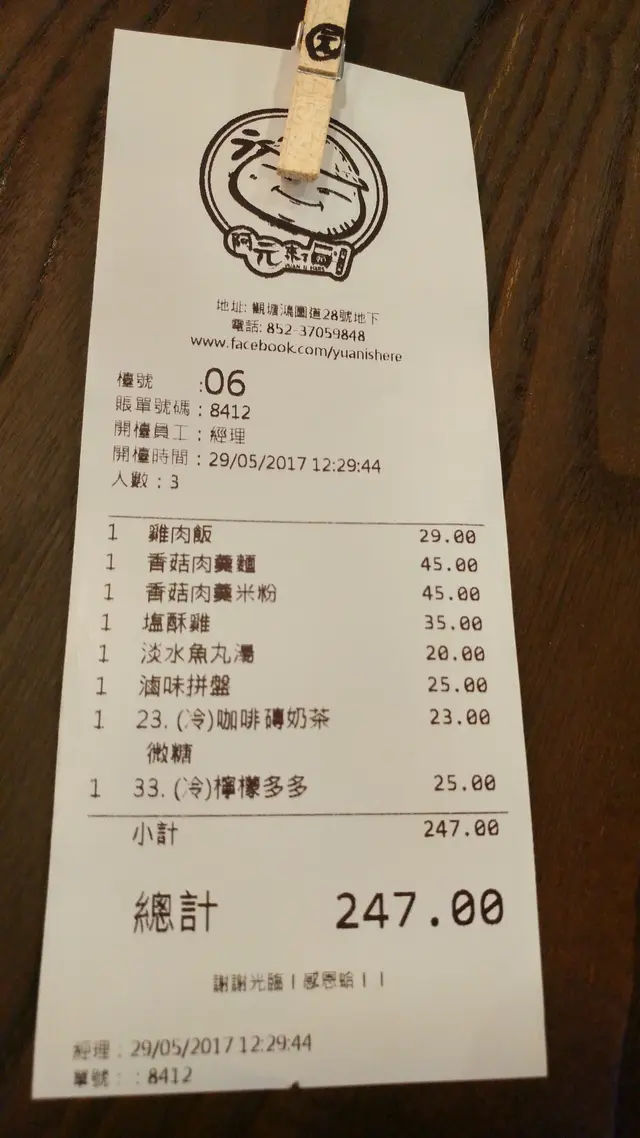 元
阿元來了
YUAN IS HERE
地址: 觀塘鴻圖道28號地下
電話: 852-37059848
www.facebook.com/yuanishere
檯號 :06
賬單號碼 : 8412
開檯員工 : 經理
開檯時間 : 29/05/2017 12:29:44
人數 : 3
1 雞肉飯 29.00
1 香菇肉羹麵 45.00
1 香菇肉羹米粉 45.00
1 塩酥雞 35.00
1 淡水魚丸湯 20.00
1 滷味拼盤 25.00
1 23. (冷)咖啡磚奶茶 23.00
微糖
1 33. (冷)檸檬多多 25.00
小計 247.00
總計 247.00
謝謝光臨！感恩蛤！！
經理 : 29/05/2017 12:29:44
單號 : : 8412